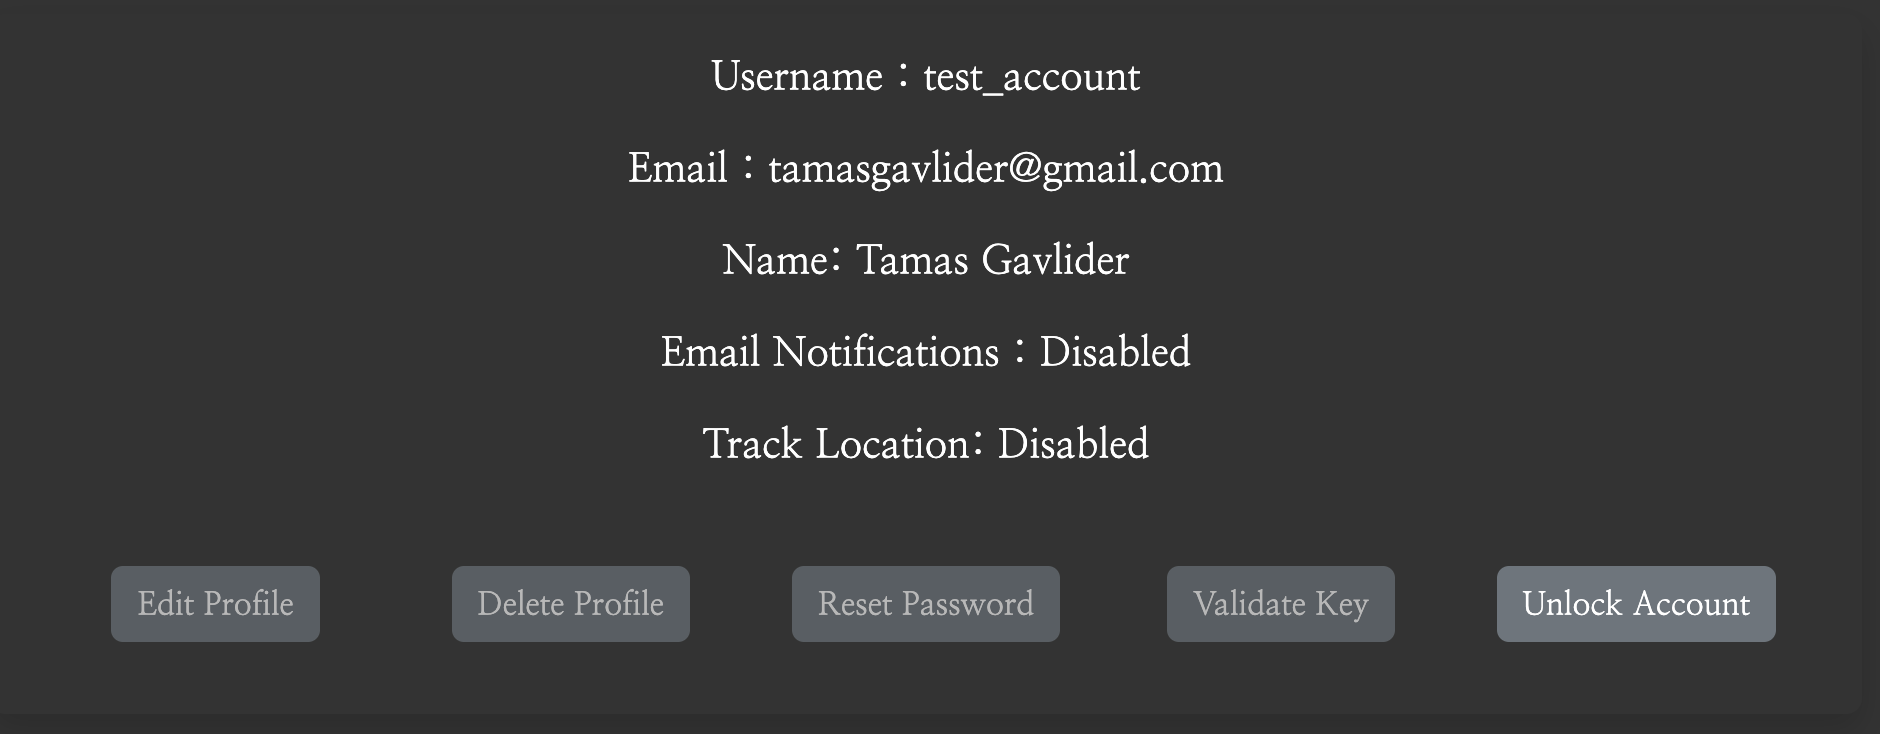 Username : test_account
Email : tamasgavlider@gmail.com
Name: Tamas Gavlider
Email Notifications : Disabled
Track Location: Disabled
Edit Profile
Delete Profile
Reset Password
Validate Key
Unlock Account